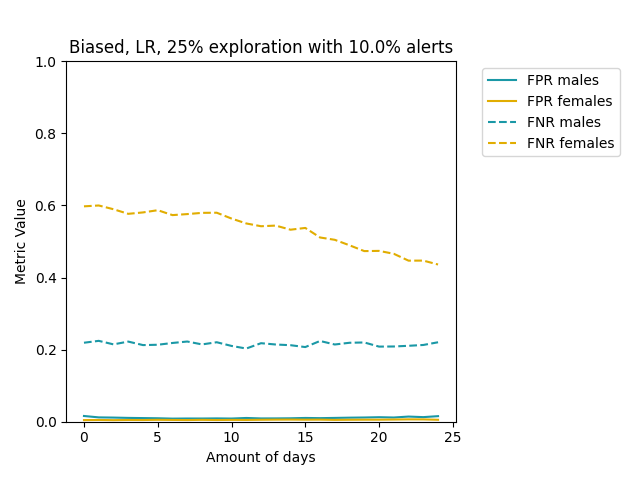 Biased, LR, 25% exploration with 10.0% alerts
1.0
0.8
0.6
0.4
0.2
0.0
Metric Value
0 5 10 15 20 25
Amount of days
FPR males
FPR females
FNR males
FNR females